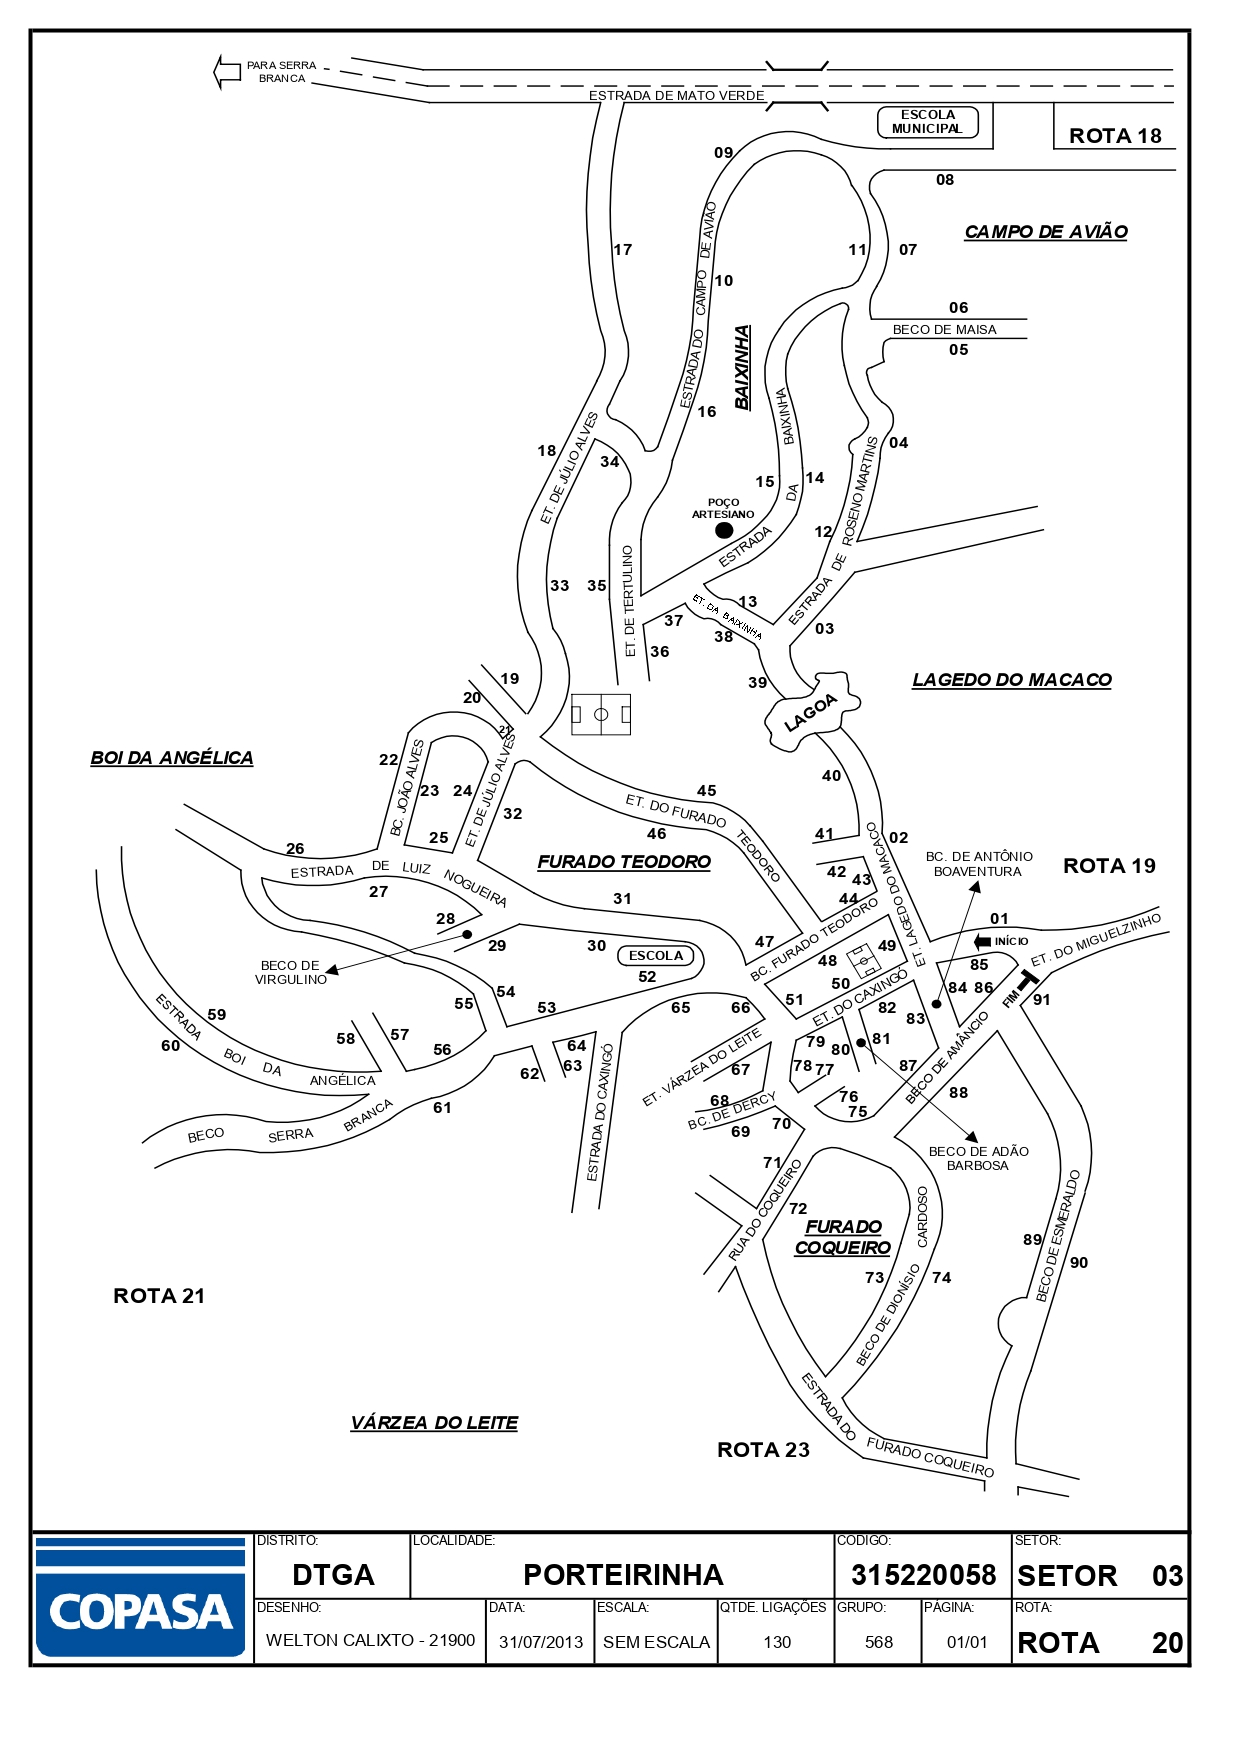 PARA SERRA
BRANCA
ESTRADA DE MATO VERDE
ESCOLA
MUNICIPAL
ROTA 18
09
08
CAMPO DE AVIÃO
17
11
07
10
ESTRADA DO CAMPO DE AVIÃO
06
BECO DE MAISA
05
BAIXINHA
16
18
ET. DE JÚLIO ALVES
34
04
15
14
ESTRADA DA BAIXINHA
POÇO
ARTESIANO
12
ESTRADA DE ROSENO MARTINS
33
35
ET. DE TERTULINO
13
ET. DA BAIXINHA
37
38
03
36
39
19
20
21
LAGEDO DO MACACO
LAGOA
BOI DA ANGÉLICA
22
BC. JOÃO ALVES
23
24
ET. DE JÚLIO ALVES
32
25
40
45
ET. DO FURADO TEODORO
46
41
02
26
ESTRADA DE LUIZ NOGUEIRA
27
FURADO TEODORO
42
43
44
ET. LAGEDO DO MACACO
BC. DE ANTÔNIO
BOAVENTURA
ROTA 19
28
29
31
30
ESCOLA
52
47
BC. FURADO TEODORO
48
49
50
51
01
INÍCIO
ET. DO MIGUELZINHO
85
84
86
FIM
91
BECO DE
VIRGULINO
ET. DO CAXINGÓ
82
83
59
60
ESTRADA BOI DA ANGÉLICA
58
57
56
55
54
53
65
66
64
63
62
61
ET. VÁRZEA DO LEITE
67
79
80
81
78
77
87
BECO DE AMÂNCIO
88
76
75
68
BC. DE DERCY
69
70
BECO SERRA BRANCA
ESTRADA DO CAXINGÓ
71
RUA DO COQUEIRO
72
BECO DE ADÃO
BARBOSA
FURADO
COQUEIRO
73
74
BECO DE DIONÍSIO CARDOSO
89
BECO DE ESMERALDO
90
ROTA 21
VÁRZEA DO LEITE
ROTA 23
ESTRADA DO FURADO COQUEIRO
COPASA
DISTRITO:
DTGA
LOCALIDADE:
PORTEIRINHA
CODIGO:
315220058
SETOR:
SETOR 03
DESENHO:
WELTON CALIXTO - 21900
DATA:
31/07/2013
ESCALA:
SEM ESCALA
QTDE. LIGAÇÕES
130
GRUPO:
568
PÁGINA:
01/01
ROTA:
ROTA 20